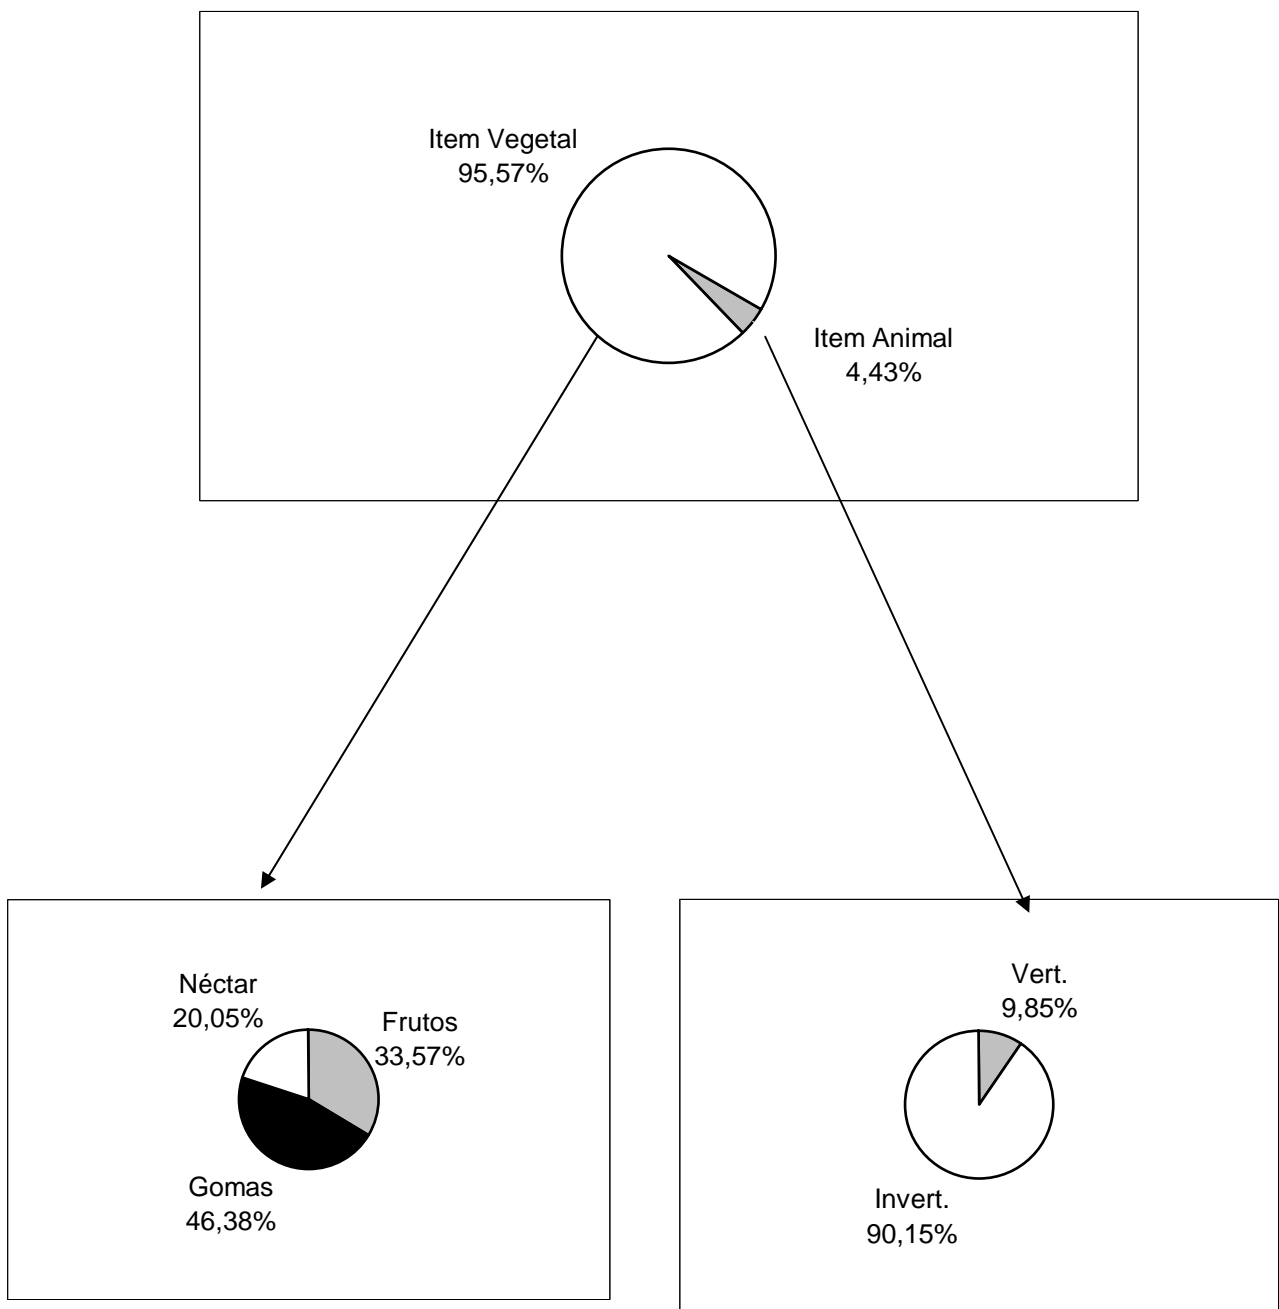 Item Vegetal
95,57%
Item Animal
4,43%
Néctar
20,05%
Frutos
33,57%
Gomas
46,38%
Vert.
9,85%
Invert.
90,15%